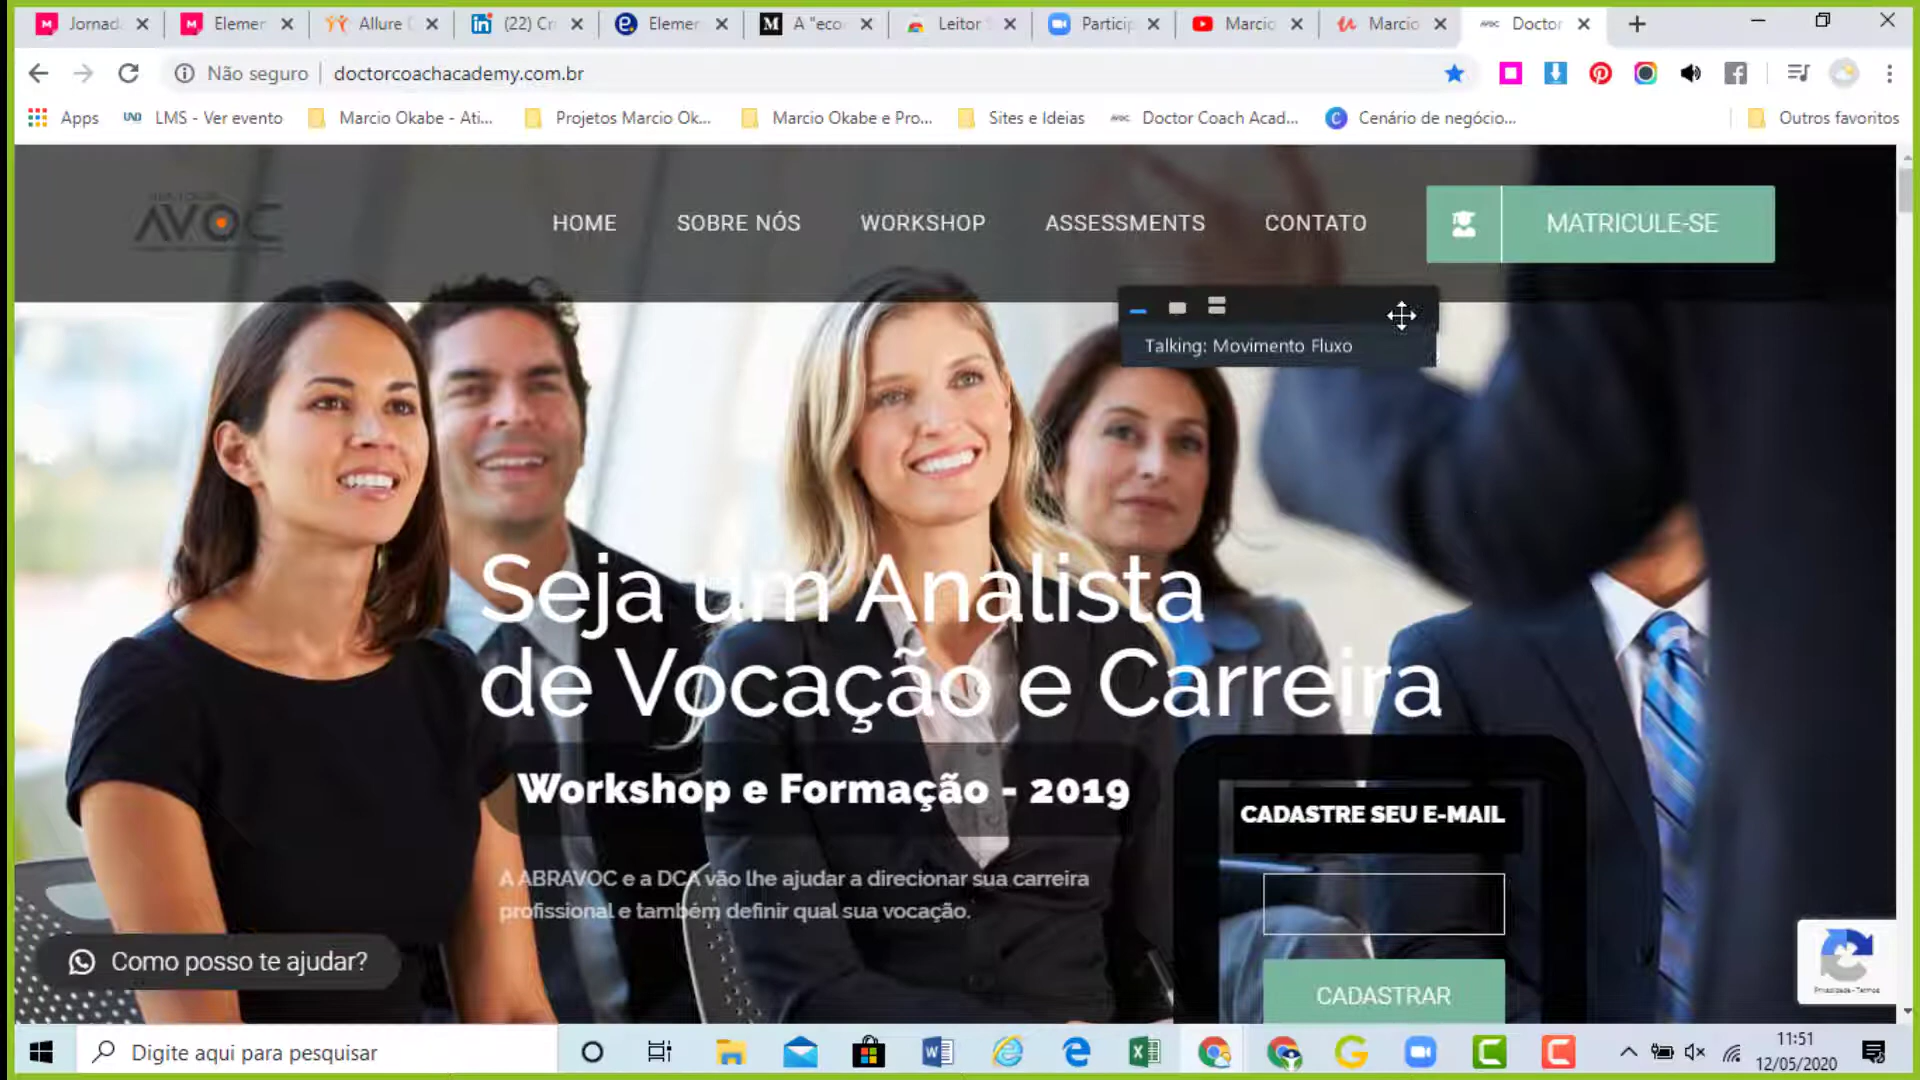 Jornad
Elemen
Allure
(22) Cr
Elemen
A "eco
Leitor
Particip
Marcio
Marcio
Doctor
Não seguro
doctorcoachacademy.com.br
Apps
LMS - Ver evento
Marcio Okabe - Ati...
Projetos Marcio Ok...
Marcio Okabe e Pro...
Sites e Ideias
Doctor Coach Acad...
Cenário de negócio...
Outros favoritos
AVOC
HOME
SOBRE NÓS
WORKSHOP
ASSESSMENTS
CONTATO
MATRICULE-SE
Talking: Movimento Fluxo
Seja um Analista
de Vocação e Carreira
Workshop e Formação - 2019
A ABRAVOC e a DCA vão lhe ajudar a direcionar sua carreira
profissional e também definir qual sua vocação.
CADASTRE SEU E-MAIL
CADASTRAR
Como posso te ajudar?
Privacidade - Termos
Digite aqui para pesquisar
11:51
12/05/2020